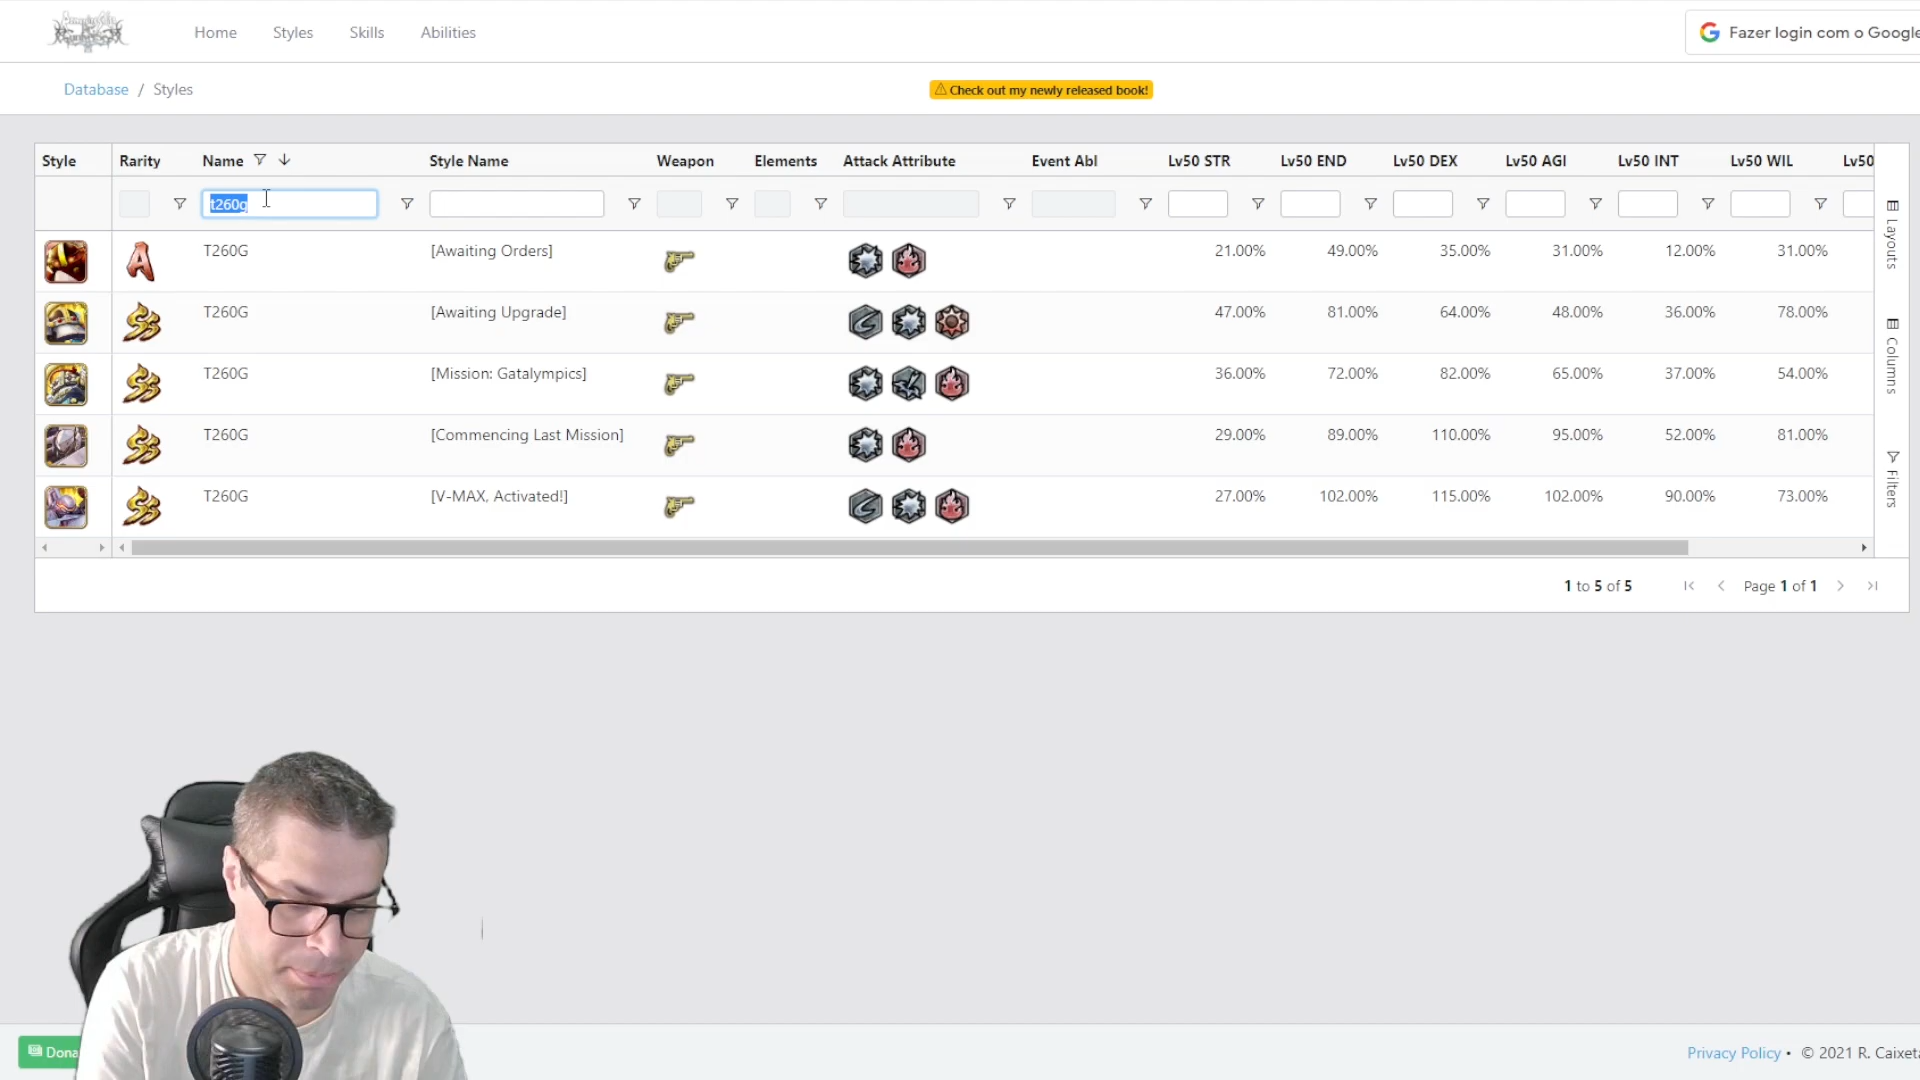 Home Styles Skills Abilities
Fazer login com o Google
Database / Styles
⚠ Check out my newly released book!
Style Rarity Name Style Name Weapon Elements Attack Attribute Event Abl Lv50 STR Lv50 END Lv50 DEX Lv50 AGI Lv50 INT Lv50 WIL Lv50
t260g
T260G [Awaiting Orders] 21.00% 49.00% 35.00% 31.00% 12.00% 31.00%
T260G [Awaiting Upgrade] 47.00% 81.00% 64.00% 48.00% 36.00% 78.00%
T260G [Mission: Gatalympics] 36.00% 72.00% 82.00% 65.00% 37.00% 54.00%
T260G [Commencing Last Mission] 29.00% 89.00% 110.00% 95.00% 52.00% 81.00%
T260G [V-MAX, Activated!] 27.00% 102.00% 115.00% 102.00% 90.00% 73.00%
Layouts
Columns
Filters
1 to 5 of 5 Page 1 of 1
Dona
Privacy Policy • © 2021 R. Caixeta